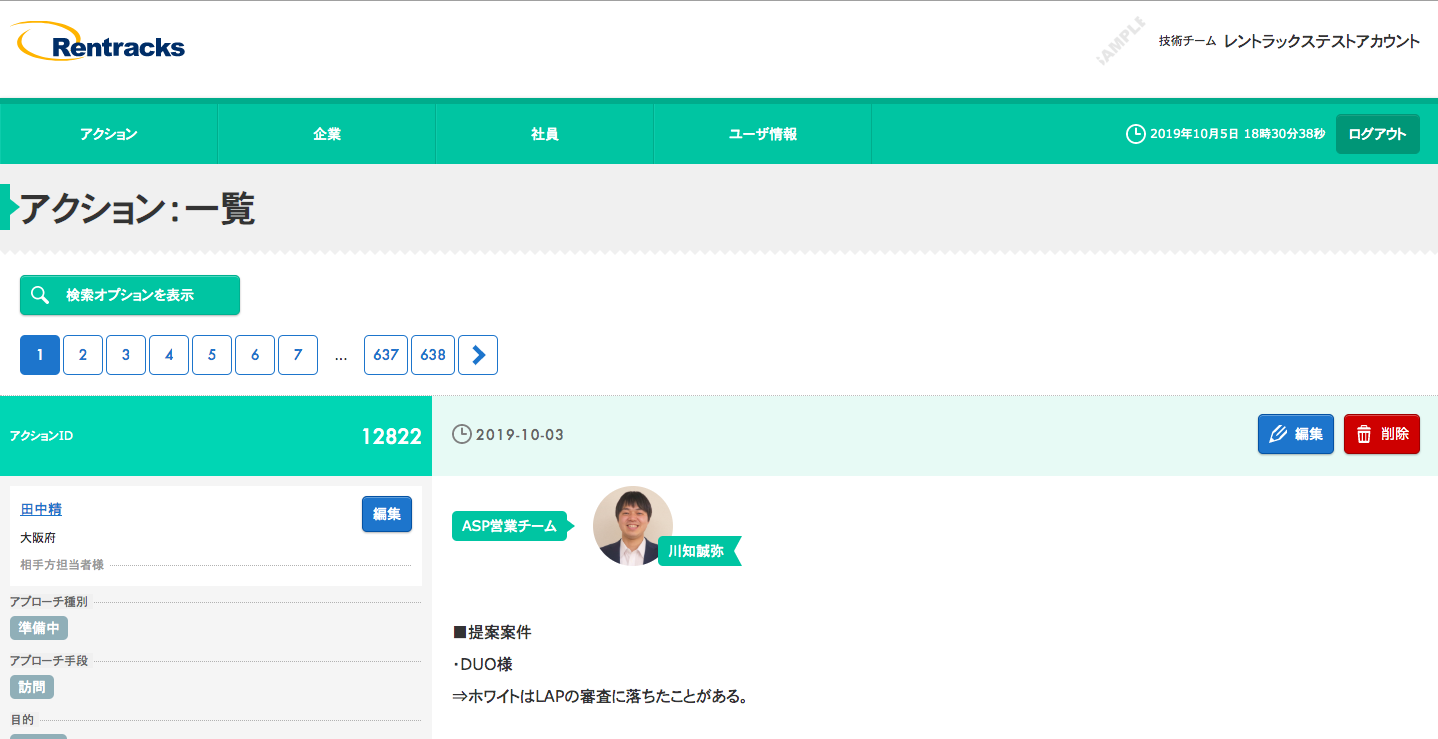 Rentracks
SAMPLE
技術チーム レントラックステストアカウント
アクション
企業
社員
ユーザ情報
2019年10月5日 18時30分38秒
ログアウト
アクション：一覧
検索オプションを表示
1 2 3 4 5 6 7 ... 637 638
アクションID 12822
2019-10-03
編集
削除
田中精
編集
大阪府
相手方担当者様
アプローチ種別
準備中
アプローチ手段
訪問
目的
ASP営業チーム
川知誠弥
■提案案件
・DUO様
⇒ホワイトはLAPの審査に落ちたことがある。